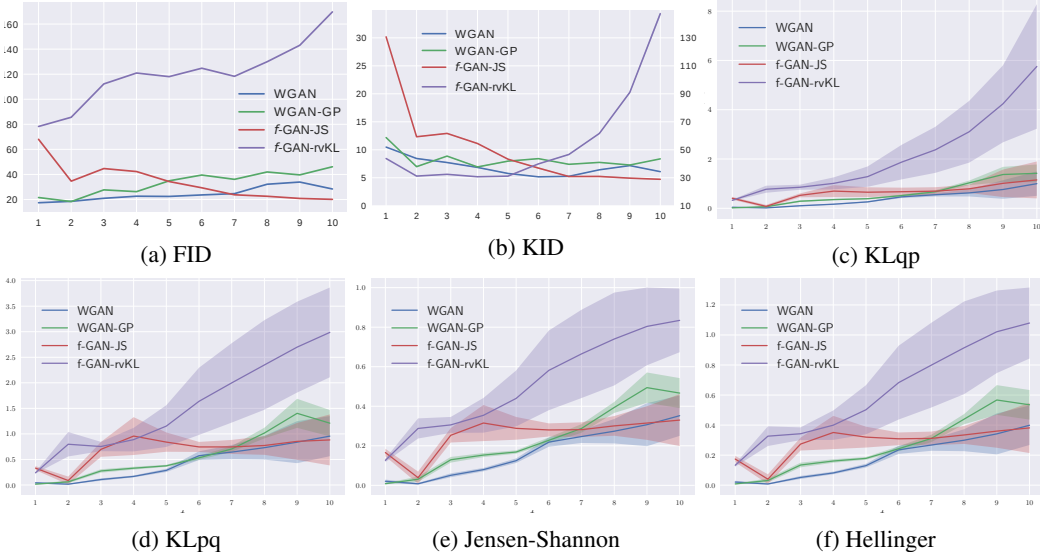 160
140
120
100
80
60
40
20
WGAN
WGAN-GP
f-GAN-JS
f-GAN-rvKL
1 2 3 4 5 6 7 8 9 10
(a) FID
30
25
20
15
10
5
0
130
110
90
70
50
30
10
WGAN
WGAN-GP
f-GAN-JS
f-GAN-rvKL
1 2 3 4 5 6 7 8 9 10
(b) KID
8
6
4
2
0
WGAN
WGAN-GP
f-GAN-JS
f-GAN-rvKL
1 2 3 4 5 6 7 8 9 10
(c) KLqp
4.0
3.5
3.0
2.5
2.0
1.5
1.0
0.5
0.0
WGAN
WGAN-GP
f-GAN-JS
f-GAN-rvKL
1 2 3 4 5 6 7 8 9 10
(d) KLpq
1.0
0.8
0.6
0.4
0.2
0.0
WGAN
WGAN-GP
f-GAN-JS
f-GAN-rvKL
1 2 3 4 5 6 7 8 9 10
(e) Jensen-Shannon
1.2
1.0
0.8
0.6
0.4
0.2
0.0
WGAN
WGAN-GP
f-GAN-JS
f-GAN-rvKL
1 2 3 4 5 6 7 8 9 10
(f) Hellinger